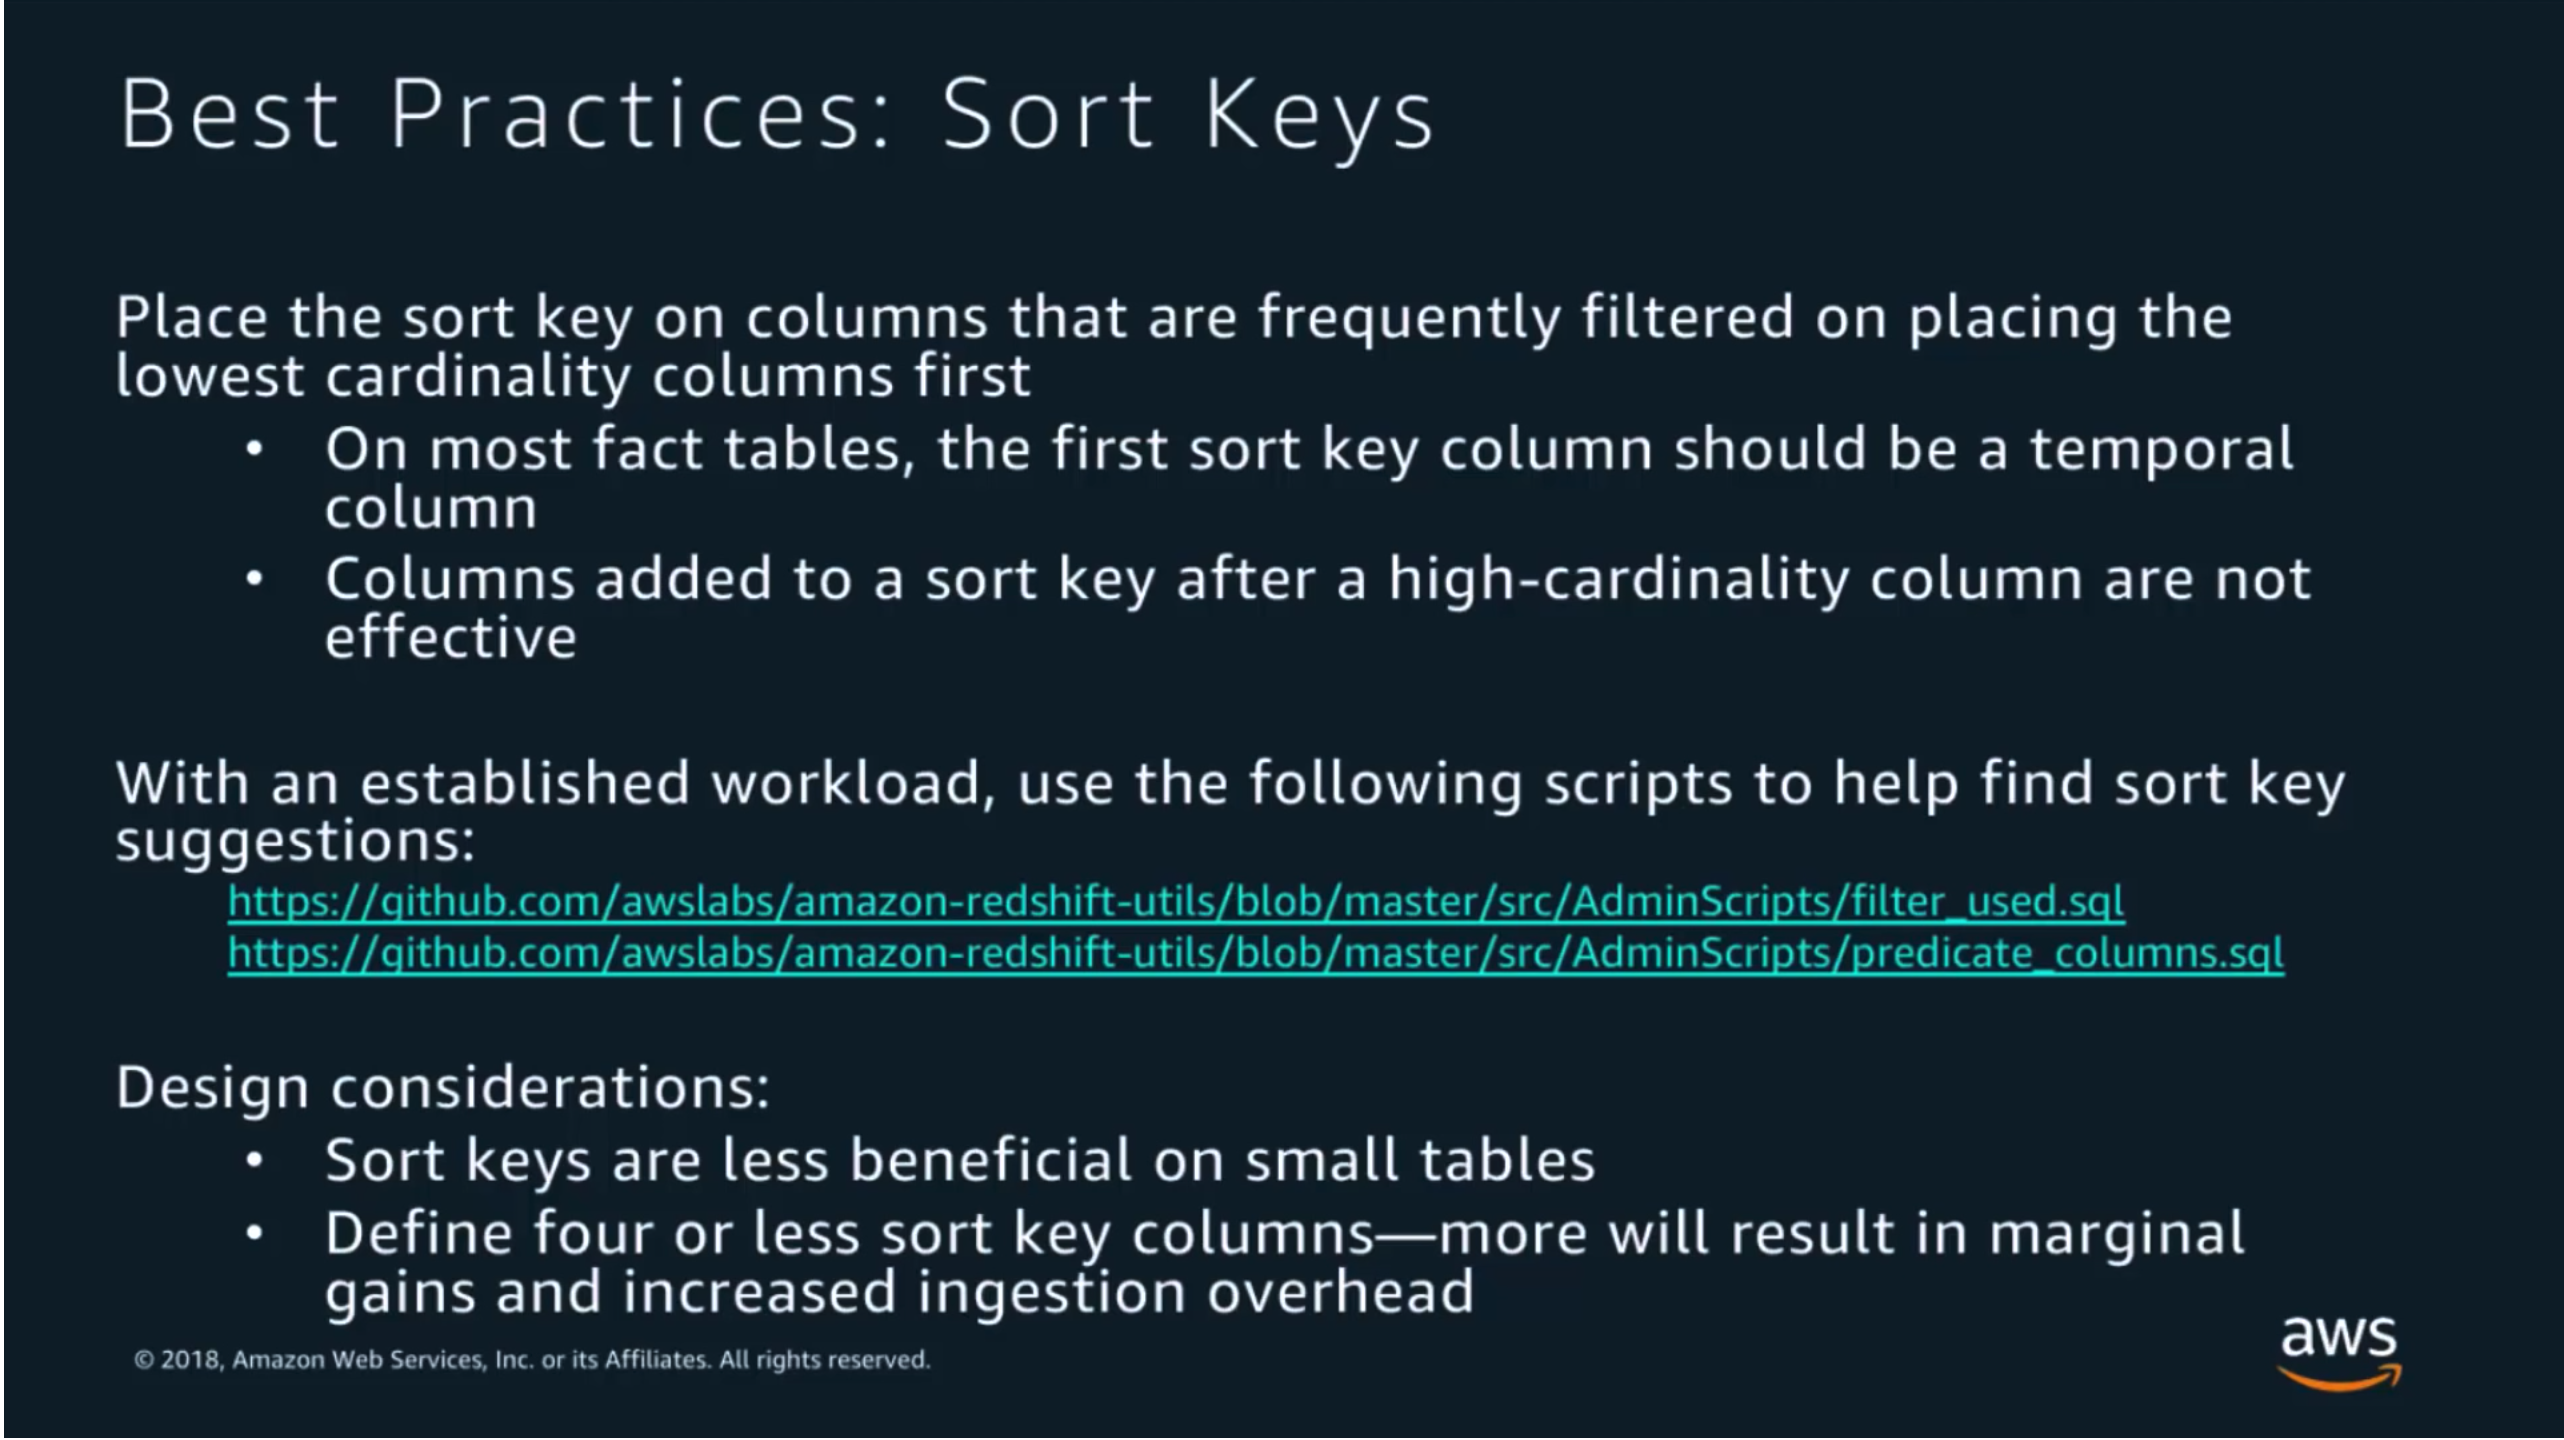 Best Practices: Sort Keys
Place the sort key on columns that are frequently filtered on placing the
lowest cardinality columns first
• On most fact tables, the first sort key column should be a temporal
column
• Columns added to a sort key after a high-cardinality column are not
effective
With an established workload, use the following scripts to help find sort key
suggestions:
https://github.com/awslabs/amazon-redshift-utils/blob/master/src/AdminScripts/filter_used.sql
https://github.com/awslabs/amazon-redshift-utils/blob/master/src/AdminScripts/predicate_columns.sql
Design considerations:
• Sort keys are less beneficial on small tables
• Define four or less sort key columns—more will result in marginal
gains and increased ingestion overhead
© 2018, Amazon Web Services, Inc. or its Affiliates. All rights reserved.
aws